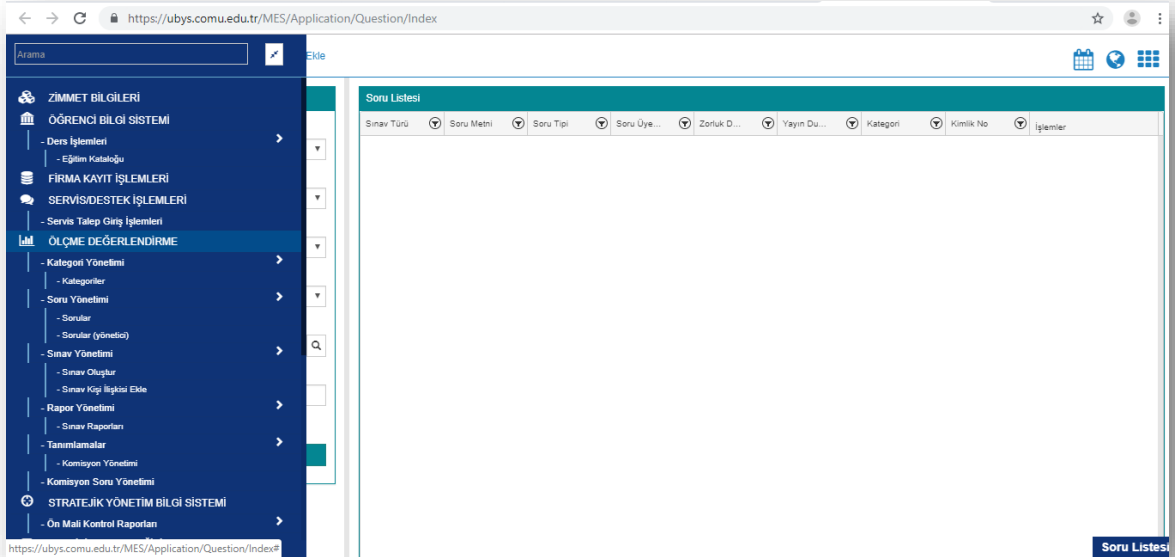 https://ubys.comu.edu.tr/MES/Application/Question/Index
Arama
Ekle
ZİMMET BİLGİLERİ
ÖĞRENCİ BİLGİ SİSTEMİ
- Ders İşlemleri
- Eğitim Kataloğu
FİRMA KAYIT İŞLEMLERİ
SERVİS/DESTEK İŞLEMLERİ
- Servis Talep Giriş İşlemleri
ÖLÇME DEĞERLENDİRME
- Kategori Yönetimi
- Kategoriler
- Soru Yönetimi
- Sorular
- Sorular (yönetici)
- Sınav Yönetimi
- Sınav Oluştur
- Sınav Kişi İlişkisi Ekle
- Rapor Yönetimi
- Sınav Raporları
- Tanımlamalar
- Komisyon Yönetimi
- Komisyon Soru Yönetimi
STRATEJİK YÖNETİM BİLGİ SİSTEMİ
- Ön Mali Kontrol Raporları
https://ubys.comu.edu.tr/MES/Application/Question/Index#
Soru Listesi
Sınav Türü Soru Metni Soru Tipi Soru Üye... Zorluk D... Yayın Du... Kategori Kimlik No İşlemler
Soru Listesi